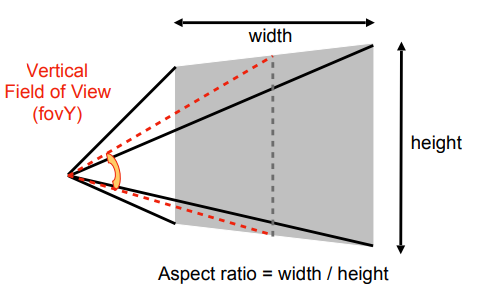 width
Vertical
Field of View
(fovY)
height
Aspect ratio = width / height